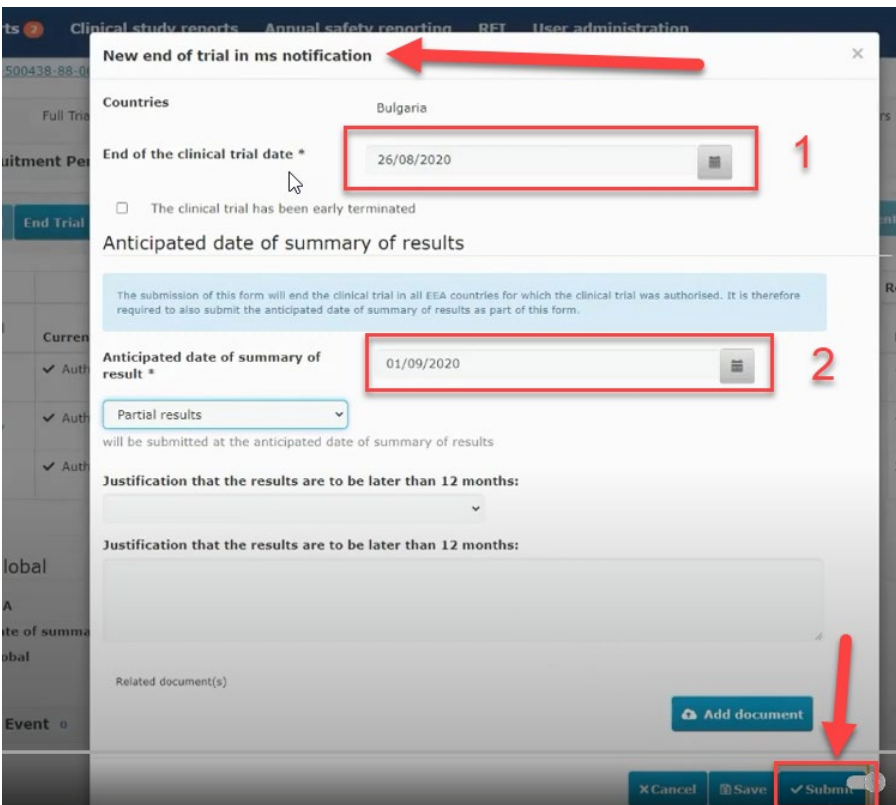 ts 2 Clinical study reports Annual safety reporting RFI User administration
New end of trial in ms notification ×
500438-88-0
Countries Bulgaria
Full Tria
rs
End of the clinical trial date * 26/08/2020 1
uitment Per
The clinical trial has been early terminated
End Trial
ent
Anticipated date of summary of results
The submission of this form will end the clinical trial in all EEA countries for which the clinical trial was authorised. It is therefore
required to also submit the anticipated date of summary of results as part of this form.
Curren
Anticipated date of summary of
result * 01/09/2020 2
Auth
Partial results
Auth
will be submitted at the anticipated date of summary of results
Auth
Justification that the results are to be later than 12 months:
Justification that the results are to be later than 12 months:
lobal
A
ate of summa
obal
Related document(s)
Add document
Event 0
Cancel Save Submit